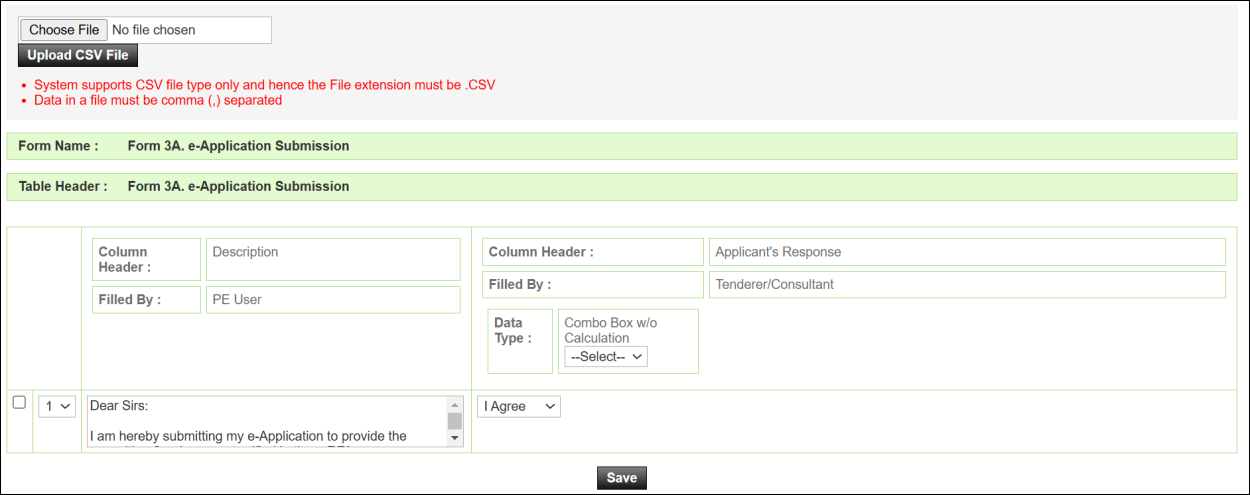 Choose File No file chosen
Upload CSV File
• System supports CSV file type only and hence the File extension must be .CSV
• Data in a file must be comma (,) separated
Form Name : Form 3A. e-Application Submission
Table Header : Form 3A. e-Application Submission
Column Header : Description
Filled By : PE User
Column Header : Applicant's Response
Filled By : Tenderer/Consultant
Data Type : Combo Box w/o Calculation
--Select--
1
Dear Sirs:
I am hereby submitting my e-Application to provide the
I Agree
Save